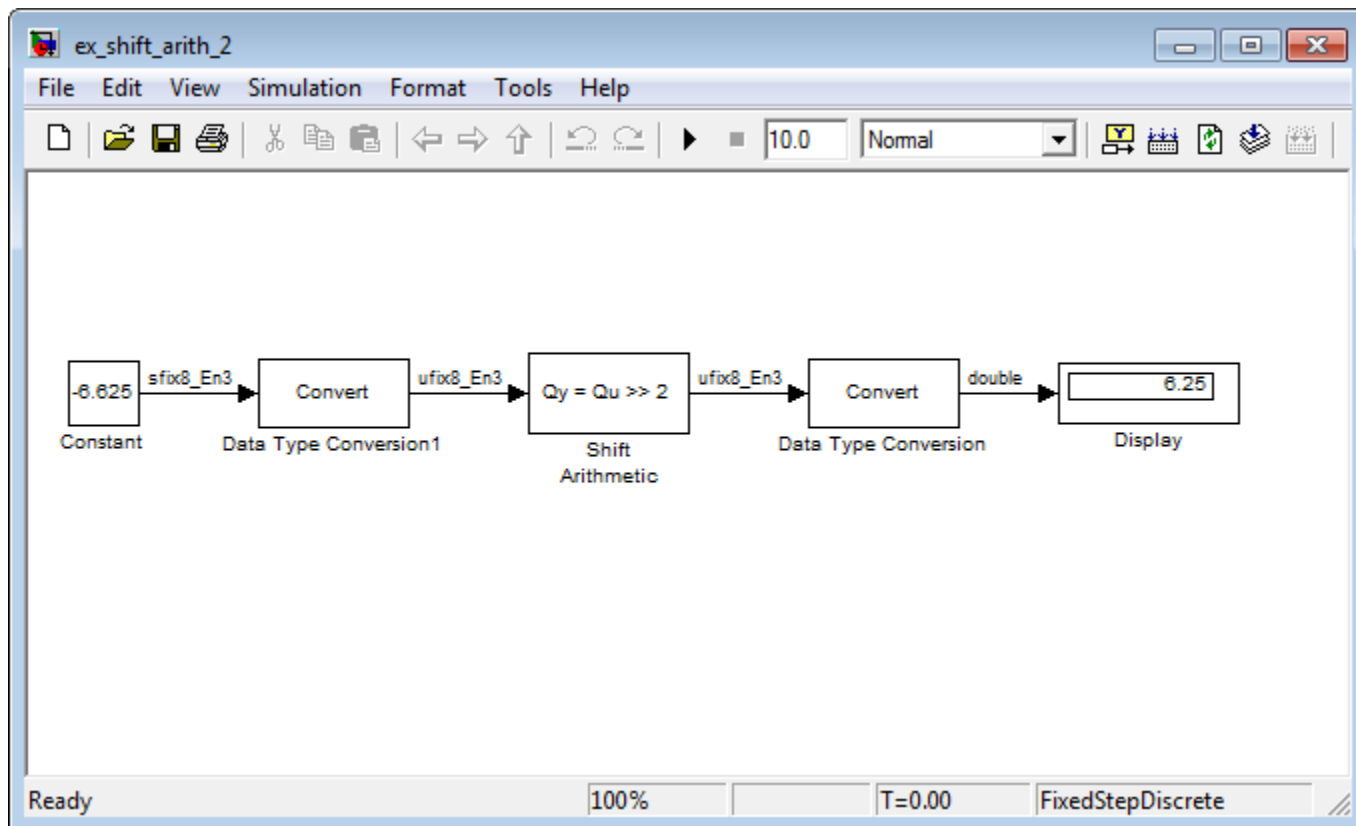 ex_shift_arith_2
File Edit View Simulation Format Tools Help
10.0 Normal
-6.625 sfix8_En3 Convert ufix8_En3 Qy = Qu >> 2 ufix8_En3 Convert double 6.25
Constant Data Type Conversion1 Shift Data Type Conversion Display
Arithmetic
Ready 100% T=0.00 FixedStepDiscrete